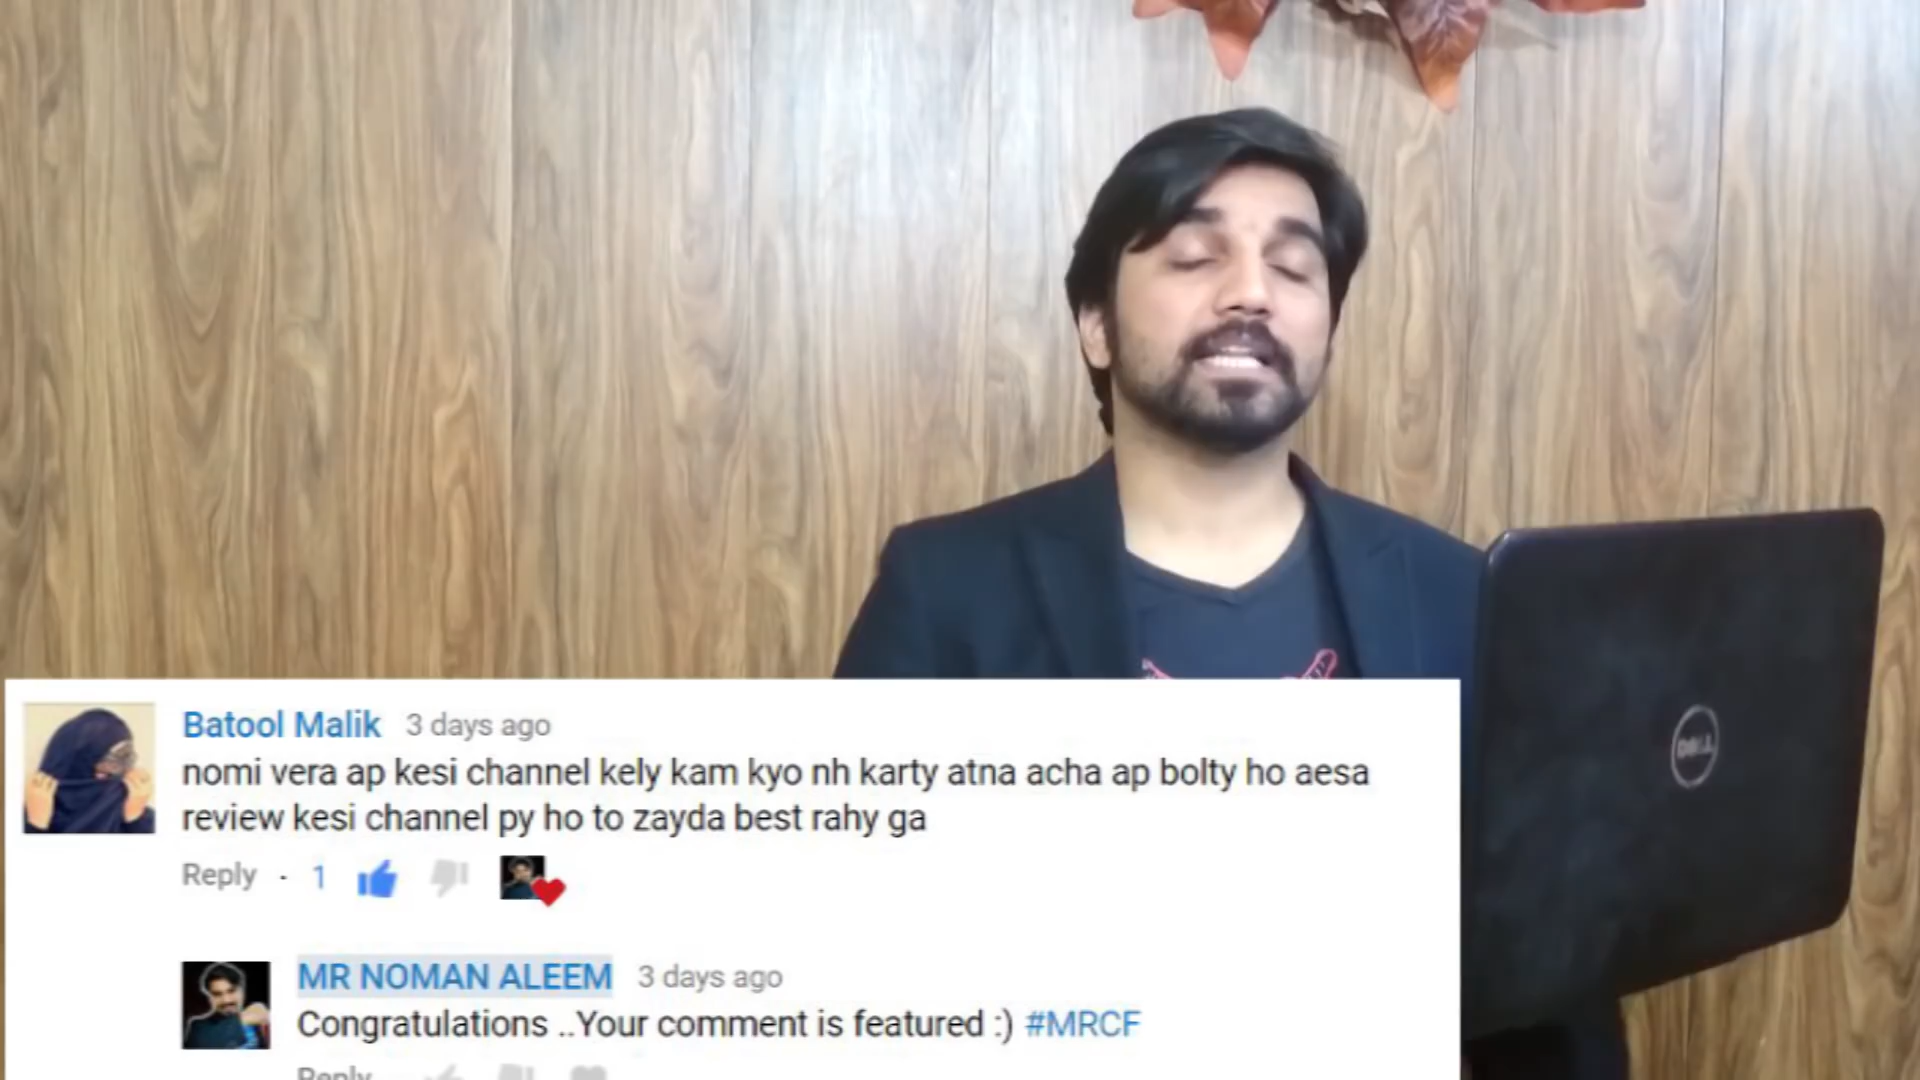 Batool Malik 3 days ago
nomi vera ap kesi channel kely kam kyo nh karty atna acha ap bolty ho aesa
review kesi channel py ho to zayda best rahy ga
Reply · 1
MR NOMAN ALEEM 3 days ago
Congratulations ..Your comment is featured :) #MRCF
Reply
DELL